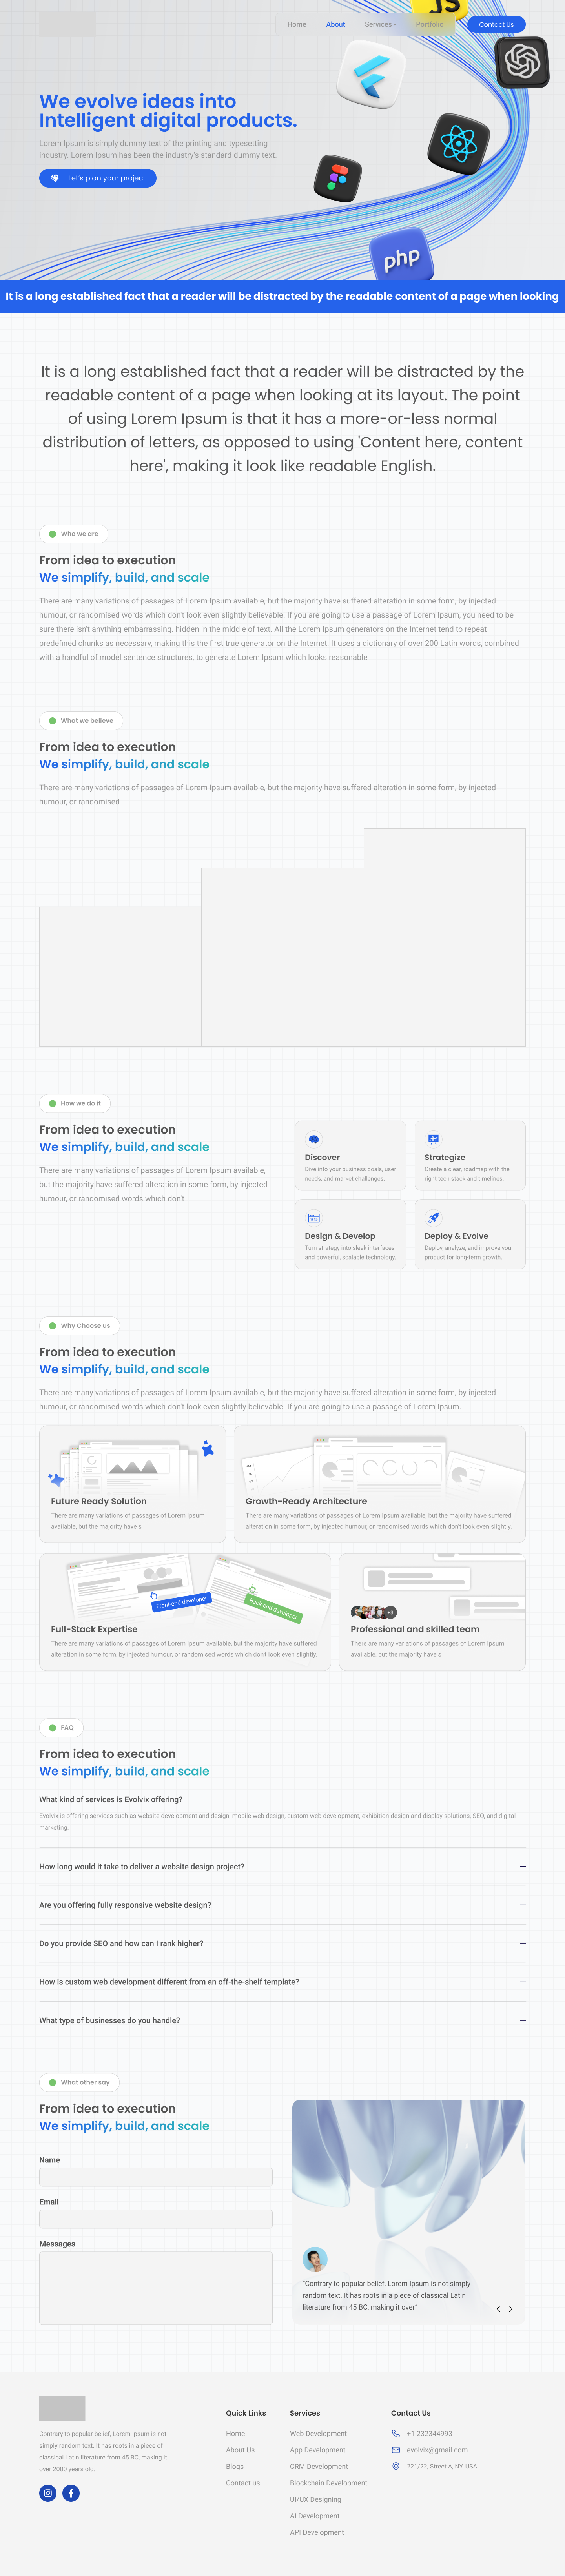 Home About Services Portfolio Contact Us
JS
We evolve ideas into
Intelligent digital products.
Lorem Ipsum is simply dummy text of the printing and typesetting
industry. Lorem Ipsum has been the industry's standard dummy text.
Let's plan your project
php
It is a long established fact that a reader will be distracted by the readable content of a page when looking
It is a long established fact that a reader will be distracted by the
readable content of a page when looking at its layout. The point
of using Lorem Ipsum is that it has a more-or-less normal
distribution of letters, as opposed to using 'Content here, content
here', making it look like readable English.
Who we are
From idea to execution
We simplify, build, and scale
There are many variations of passages of Lorem Ipsum available, but the majority have suffered alteration in some form, by injected
humour, or randomised words which don't look even slightly believable. If you are going to use a passage of Lorem Ipsum, you need to be
sure there isn't anything embarrassing. hidden in the middle of text. All the Lorem Ipsum generators on the Internet tend to repeat
predefined chunks as necessary, making this the first true generator on the Internet. It uses a dictionary of over 200 Latin words, combined
with a handful of model sentence structures, to generate Lorem Ipsum which looks reasonable
What we believe
From idea to execution
We simplify, build, and scale
There are many variations of passages of Lorem Ipsum available, but the majority have suffered alteration in some form, by injected
humour, or randomised
How we do it
From idea to execution
We simplify, build, and scale
There are many variations of passages of Lorem Ipsum available,
but the majority have suffered alteration in some form, by injected
humour, or randomised words which don't
Discover
Dive into your business goals, user
needs, and market challenges.
Strategize
Create a clear, roadmap with the
right tech stack and timelines.
Design & Develop
Turn strategy into sleek interfaces
and powerful, scalable technology.
Deploy & Evolve
Deploy, analyze, and improve your
product for long-term growth.
Why Choose us
From idea to execution
We simplify, build, and scale
There are many variations of passages of Lorem Ipsum available, but the majority have suffered alteration in some form, by injected
humour, or randomised words which don't look even slightly believable. If you are going to use a passage of Lorem Ipsum.
Future Ready Solution
There are many variations of passages of Lorem Ipsum
available, but the majority have s
Growth-Ready Architecture
There are many variations of passages of Lorem Ipsum available, but the majority have suffered
alteration in some form, by injected humour, or randomised words which don't look even slightly.
Front-end developer
Back-end developer
Full-Stack Expertise
There are many variations of passages of Lorem Ipsum available, but the majority have suffered
alteration in some form, by injected humour, or randomised words which don't look even slightly.
Professional and skilled team
There are many variations of passages of Lorem Ipsum
available, but the majority have s
FAQ
From idea to execution
We simplify, build, and scale
What kind of services is Evolvix offering?
Evolvix is offering services such as website development and design, mobile web design, custom web development, exhibition design and display solutions, SEO, and digital
marketing.
How long would it take to deliver a website design project?
Are you offering fully responsive website design?
Do you provide SEO and how can I rank higher?
How is custom web development different from an off-the-shelf template?
What type of businesses do you handle?
What other say
From idea to execution
We simplify, build, and scale
Name
Email
Messages
"Contrary to popular belief, Lorem Ipsum is not simply
random text. It has roots in a piece of classical Latin
literature from 45 BC, making it over"
Contrary to popular belief, Lorem Ipsum is not
simply random text. It has roots in a piece of
classical Latin literature from 45 BC, making it
over 2000 years old.
Quick Links
Home
About Us
Blogs
Contact us
Services
Web Development
App Development
CRM Development
Blockchain Development
UI/UX Designing
AI Development
API Development
Contact Us
+1 232344993
evolvix@gmail.com
221/22, Street A, NY, USA